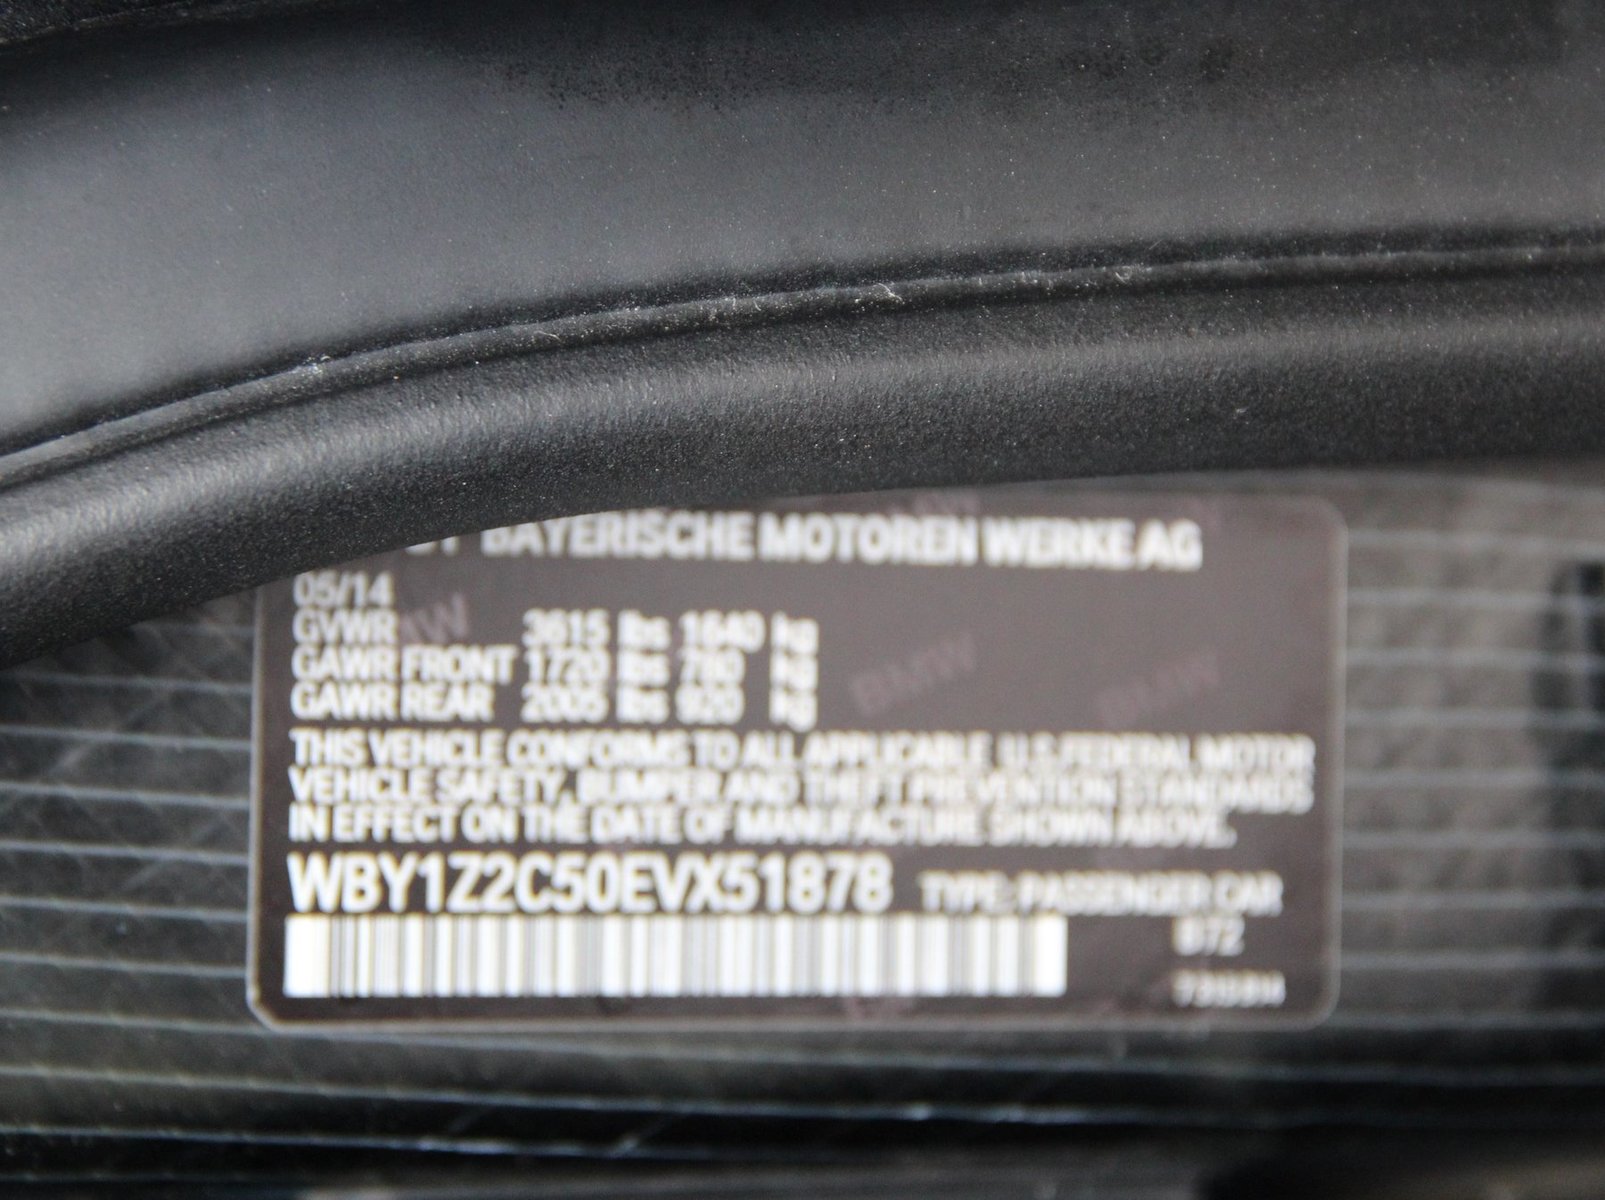 BAYERISCHE MOTOREN WERKE AG
05/14
GVWR 3615 lbs 1640 kg
GAWR FRONT 1720 lbs 780 kg
GAWR REAR 2005 lbs 920 kg
THIS VEHICLE CONFORMS TO ALL APPLICABLE U.S. FEDERAL MOTOR
VEHICLE SAFETY, BUMPER AND THEFT PREVENTION STANDARDS
IN EFFECT ON THE DATE OF MANUFACTURE SHOWN ABOVE.
WBY1Z2C50EVX51878 TYPE: PASSENGER CAR